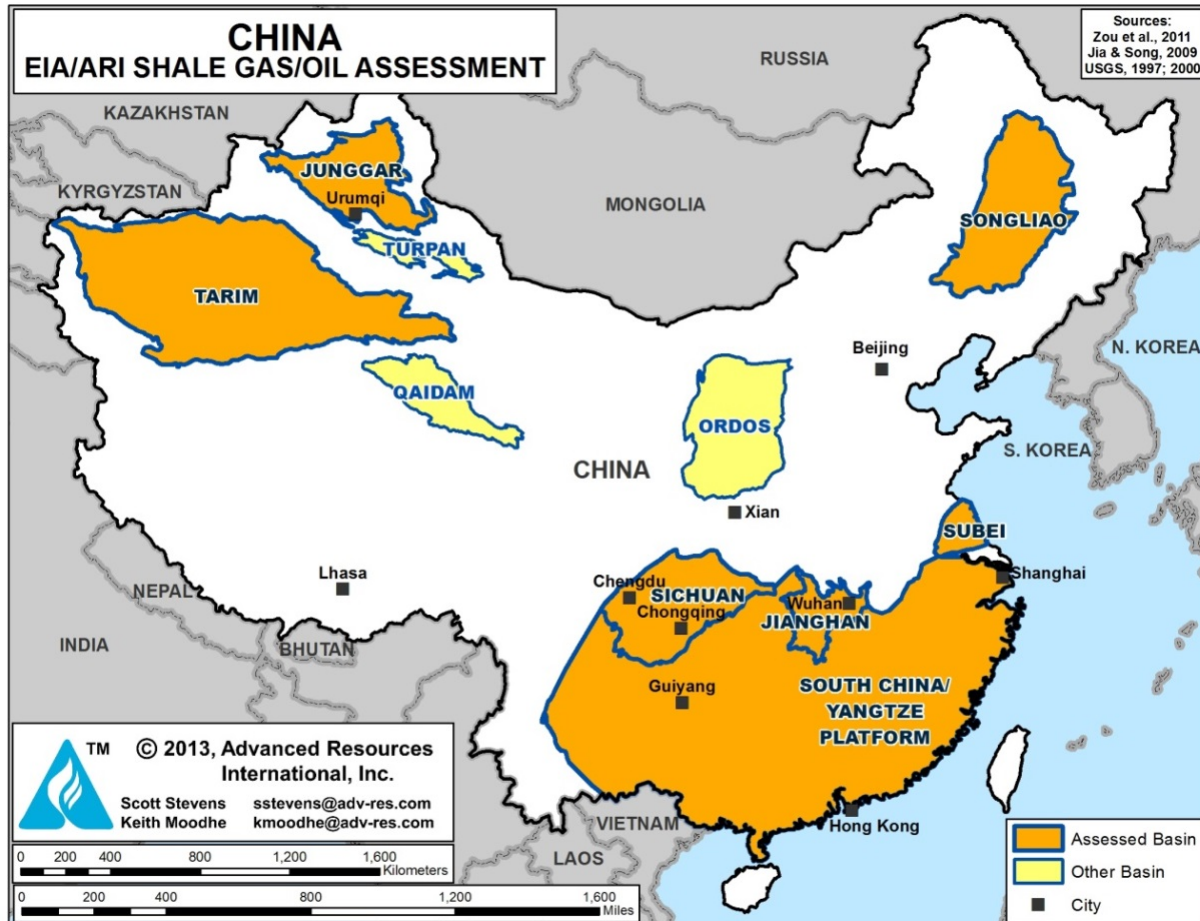 CHINA
EIA/ARI SHALE GAS/OIL ASSESSMENT
Sources:
Zou et al., 2011
Jia & Song, 2009
USGS, 1997; 2000
RUSSIA
KAZAKHSTAN
JUNGGAR
KYRGYZSTAN
Urumqi
MONGOLIA
SONGLIAO
TURPAN
TARIM
Beijing
N. KOREA
QAIDAM
ORDOS
S. KOREA
CHINA
Xian
SUBEI
Lhasa
Chengdu
SICHUAN
Shanghai
NEPAL
Wuhan
Chongqing
JIANGHAN
INDIA
BHUTAN
Guiyang
SOUTH CHINA/
YANGTZE
PLATFORM
TM
© 2013, Advanced Resources
International, Inc.
Scott Stevens sstevens@adv-res.com
Keith Moodhe kmoodhe@adv-res.com
VIETNAM
Hong Kong
LAOS
0 200 400 800 1,200 1,600
Kilometers
0 200 400 800 1,200 1,600
Miles
Assessed Basin
Other Basin
City